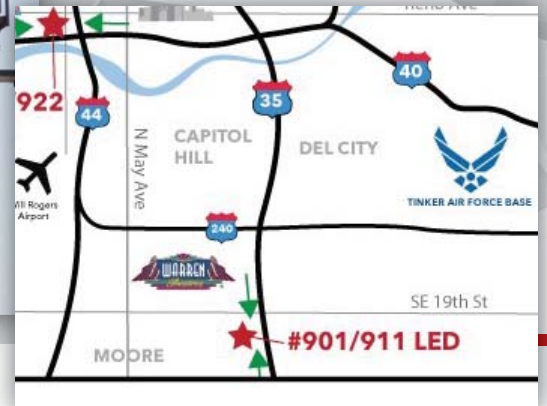 40
35
922
44
N May Ave
CAPITOL
HILL
DEL CITY
Will Rogers
Airport
TINKER AIR FORCE BASE
240
WARREN
SE 19th St
#901/911 LED
MOORE